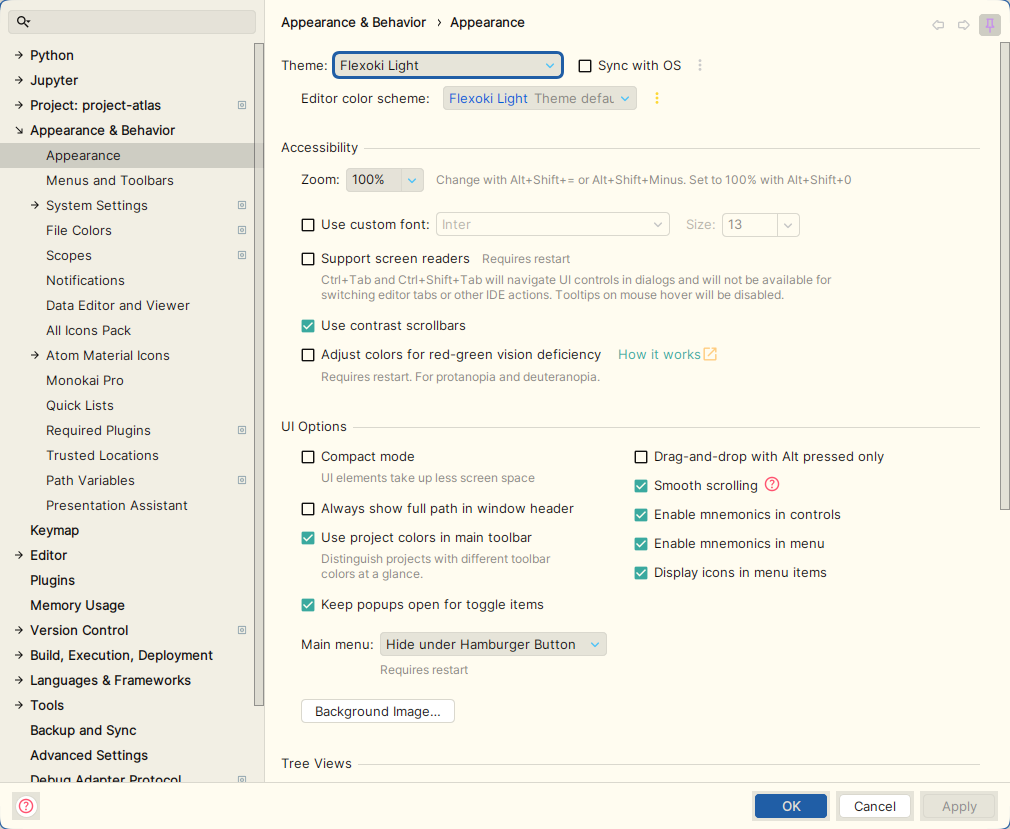 Python
Jupyter
Project: project-atlas
Appearance & Behavior
Appearance
Menus and Toolbars
System Settings
File Colors
Scopes
Notifications
Data Editor and Viewer
All Icons Pack
Atom Material Icons
Monokai Pro
Quick Lists
Required Plugins
Trusted Locations
Path Variables
Presentation Assistant
Keymap
Editor
Plugins
Memory Usage
Version Control
Build, Execution, Deployment
Languages & Frameworks
Tools
Backup and Sync
Advanced Settings
Debug Adapter Protocol
Appearance & Behavior › Appearance
Theme: Flexoki Light Sync with OS
Editor color scheme: Flexoki Light Theme defau
Accessibility
Zoom: 100% Change with Alt+Shift+= or Alt+Shift+Minus. Set to 100% with Alt+Shift+0
Use custom font: Inter Size: 13
Support screen readers Requires restart
Ctrl+Tab and Ctrl+Shift+Tab will navigate UI controls in dialogs and will not be available for
switching editor tabs or other IDE actions. Tooltips on mouse hover will be disabled.
Use contrast scrollbars
Adjust colors for red-green vision deficiency How it works
Requires restart. For protanopia and deuteranopia.
UI Options
Compact mode
UI elements take up less screen space
Always show full path in window header
Use project colors in main toolbar
Distinguish projects with different toolbar
colors at a glance.
Keep popups open for toggle items
Drag-and-drop with Alt pressed only
Smooth scrolling
Enable mnemonics in controls
Enable mnemonics in menu
Display icons in menu items
Main menu: Hide under Hamburger Button
Requires restart
Background Image...
Tree Views
OK Cancel Apply